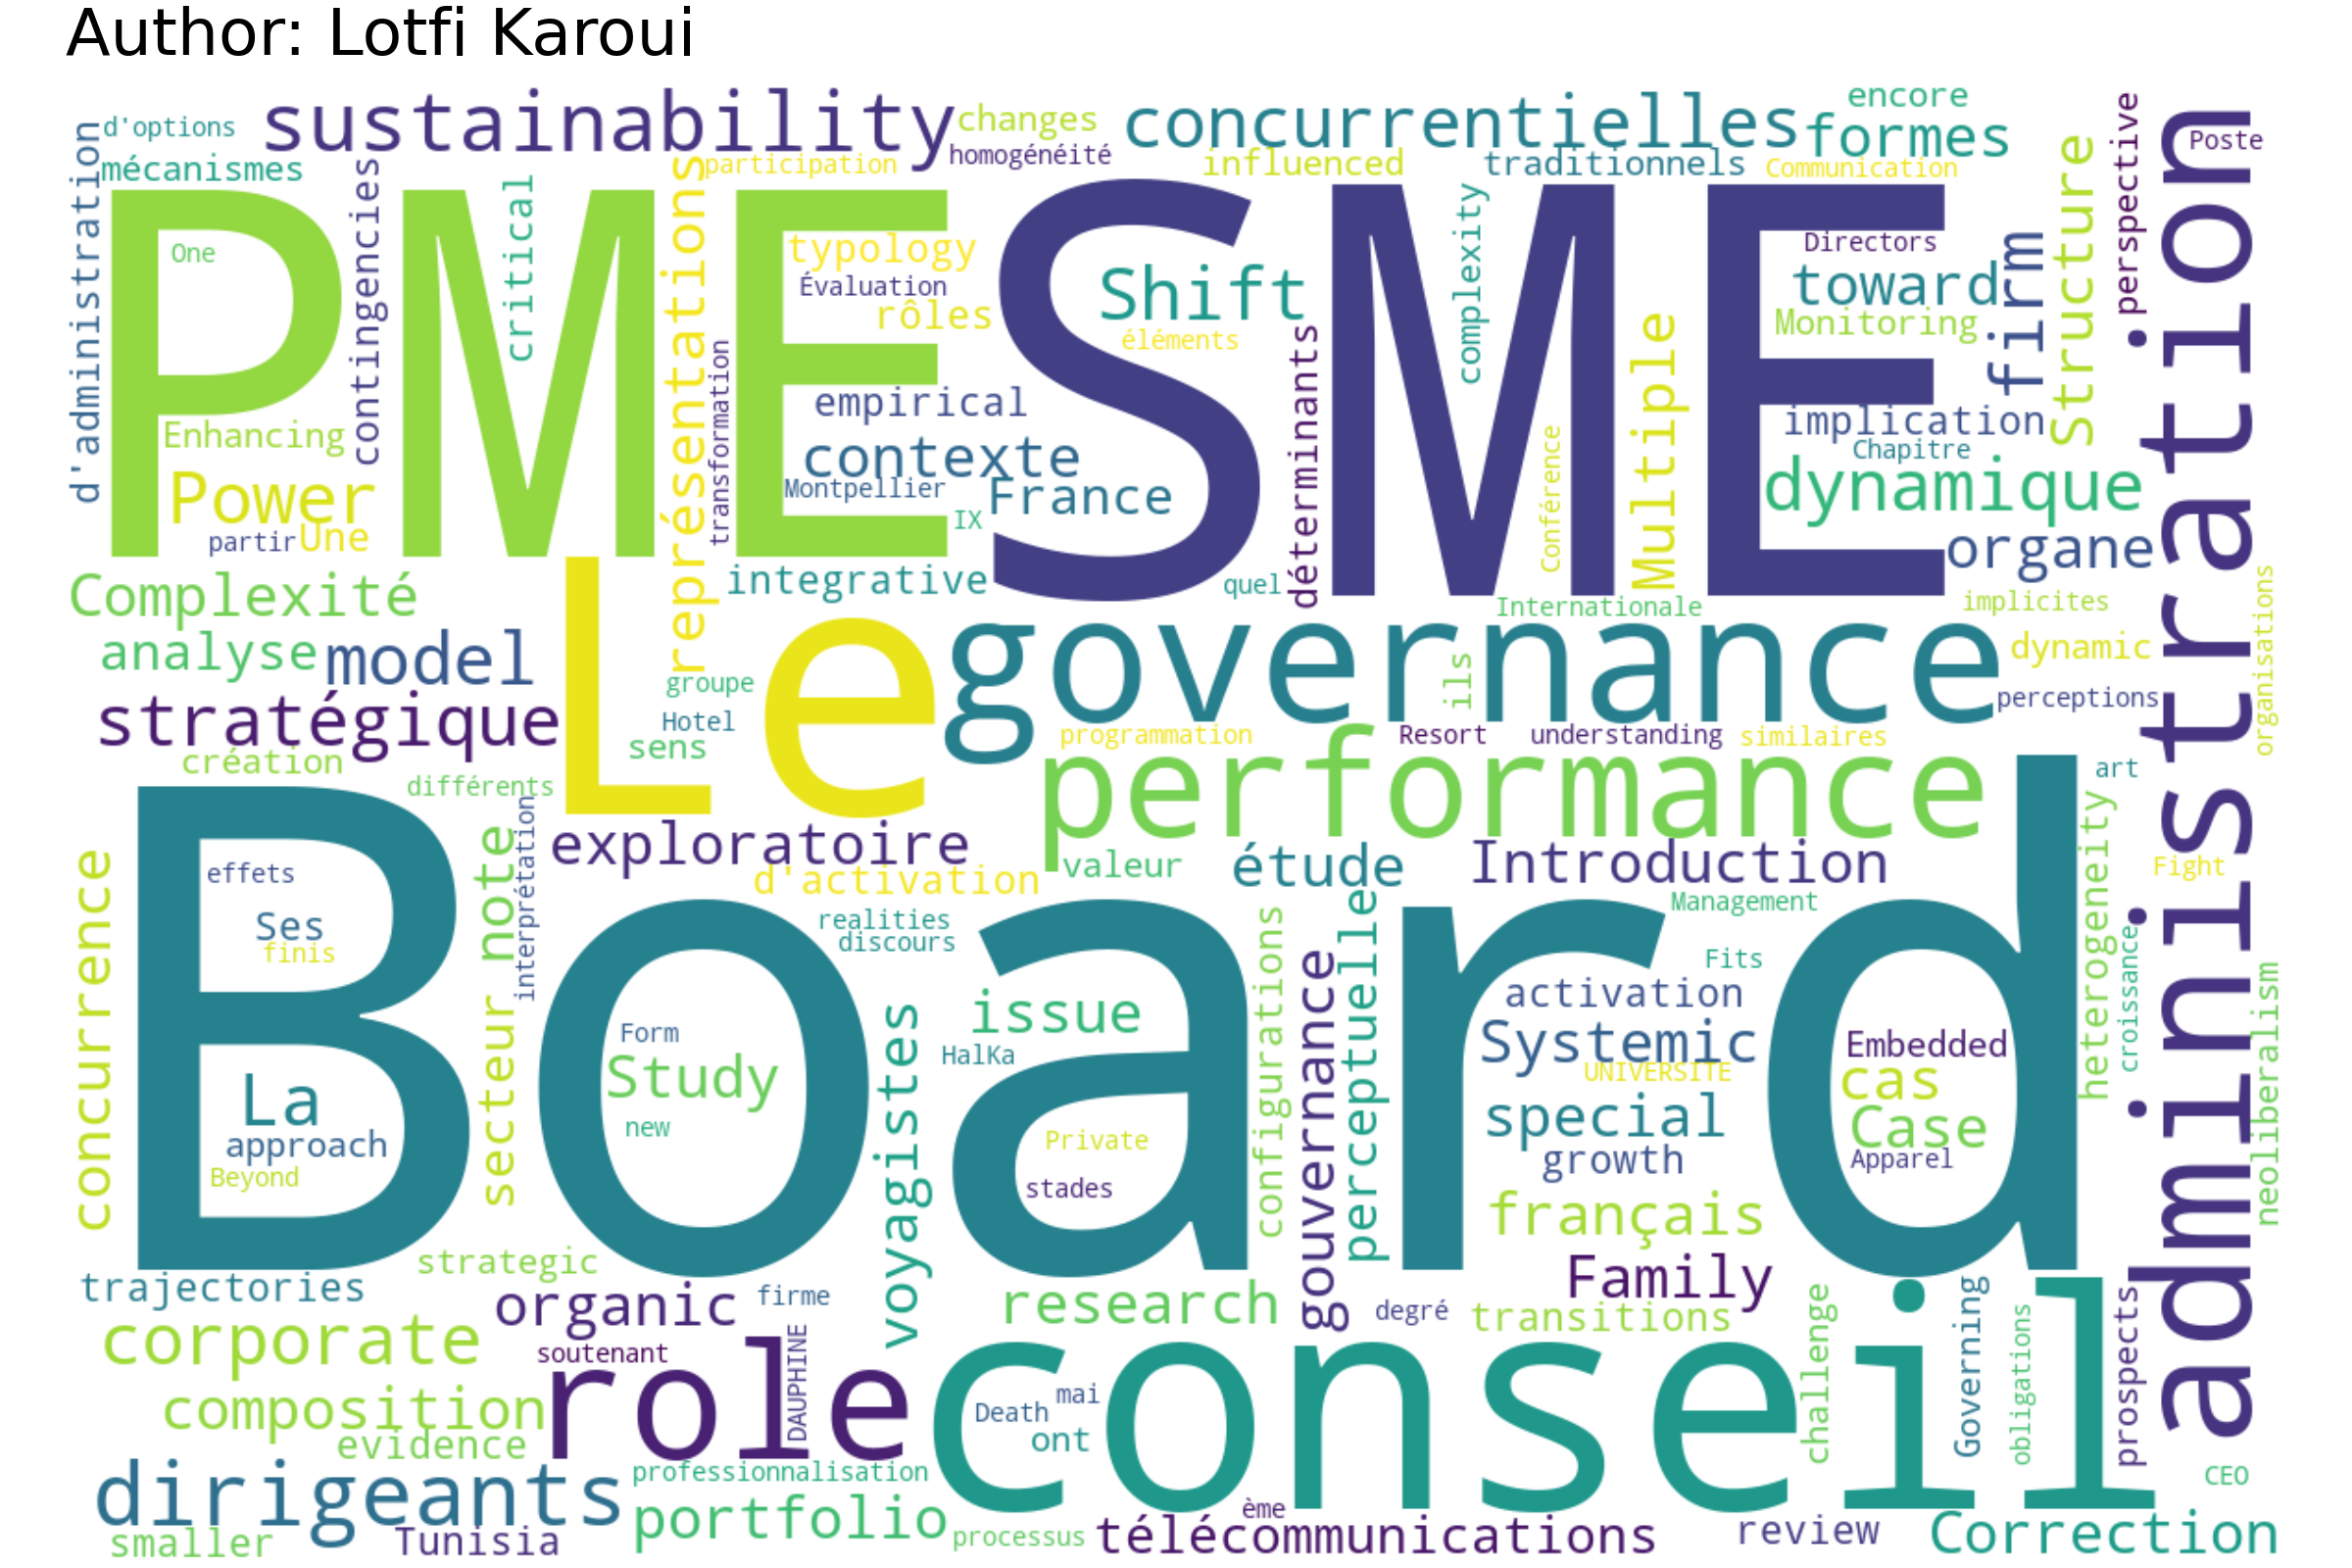 Author: Lotfi Karoui
sustainability
changes
concurrentielles
encore
formes
d'options
mécanismes
homogénéité
participation
influenced
traditionnels
Communication
Poste
perspective
d'administration
contingencies
critical
représentations
transformation
Structure
firm
administration
PME
SME
One
typology
Évaluation
rôles
Shift
éléments
complexity
Directors
toward
Monitoring
Multiple
déterminants
Conférence
empirical
contexte
Montpellier
France
IX
implication
Chapitre
dynamique
organe
Enhancing
Power
partir
Une
Complexité
integrative
quel
Internationale
implicites
organisations
analyse
model
Le
governance
ils
dynamic
perceptions
groupe
Hotel
sens
stratégique
création
différents
programmation
Resort
understanding
similaires
performance
art
exploratoire
d'activation
valeur
étude
Introduction
Fight
Management
heterogeneity
croissance
neoliberalism
concurrence
secteur
note
interprétation
Board
effets
Ses
finis
La
approach
Beyond
realities
discours
Form
Study
new
voyagistes
issue
HalKa
Private
stades
configurations
gouvernance
perceptuelle
Fits
activation
Systemic
UNIVERSITE
special
growth
français
Embedded
cas
Case
Apparel
Family
transitions
strategic
trajectories
organic
firme
research
degré
corporate
soutenant
DAUPHINE
role
conseil
challenge
Governing
obligations
prospects
composition
evidence
Death
mai
ont
dirigeants
professionnalisation
portfolio
processus
ème
télécommunications
review
CEO
Correction
smaller
Tunisia